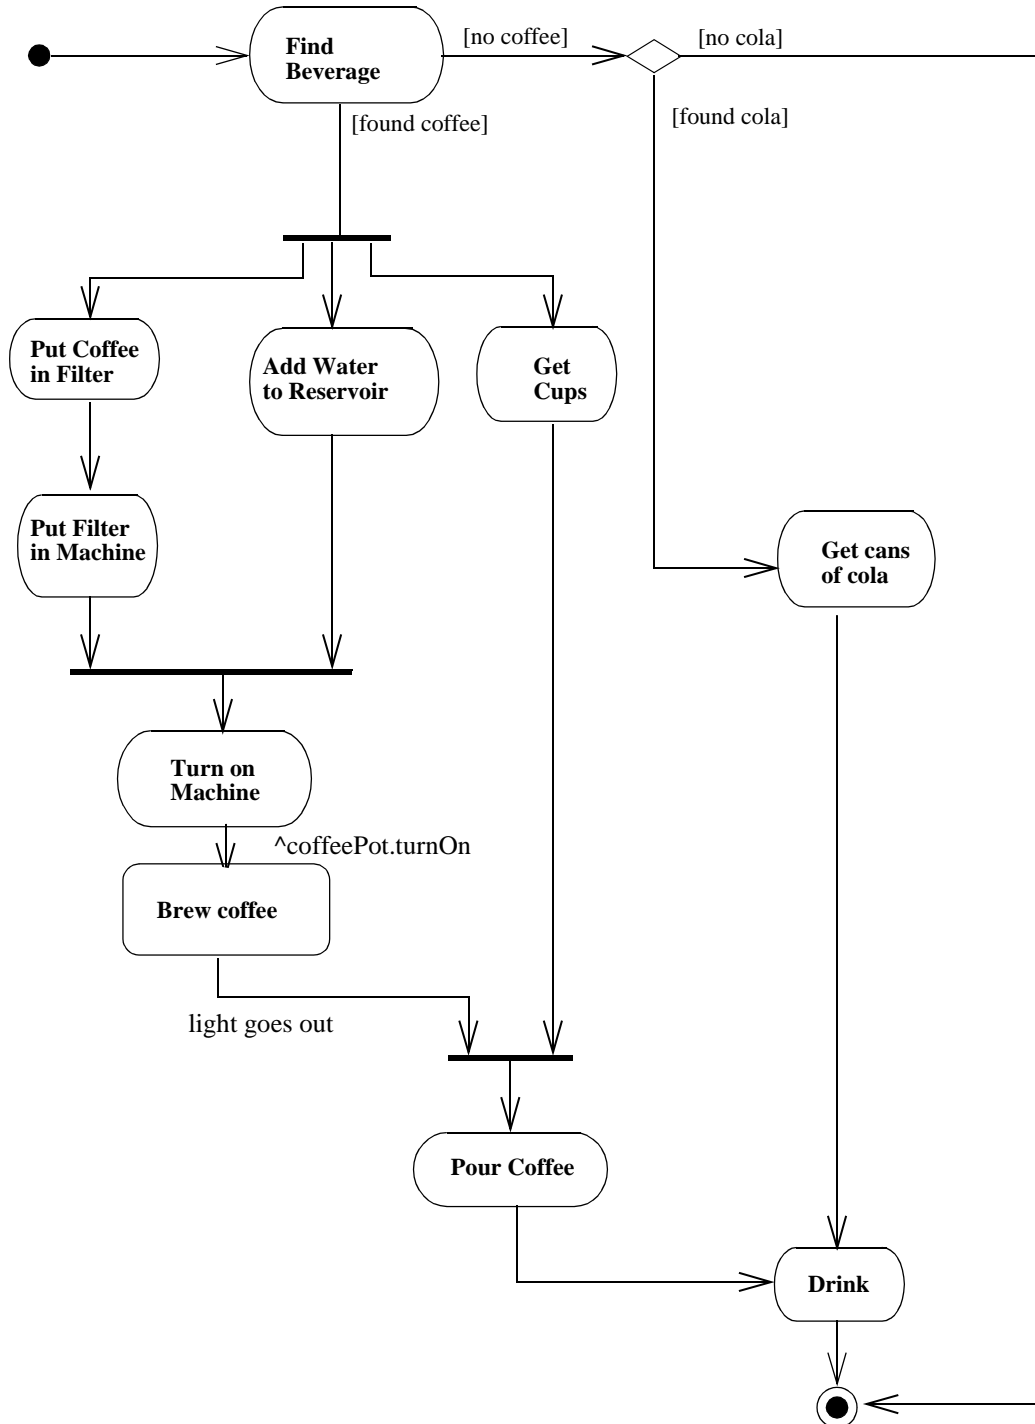 Find
Beverage
[no coffee]
[no cola]
[found coffee]
[found cola]
Put Coffee
in Filter
Add Water
to Reservoir
Get
Cups
Put Filter
in Machine
Get cans
of cola
Turn on
Machine
^coffeePot.turnOn
Brew coffee
light goes out
Pour Coffee
Drink